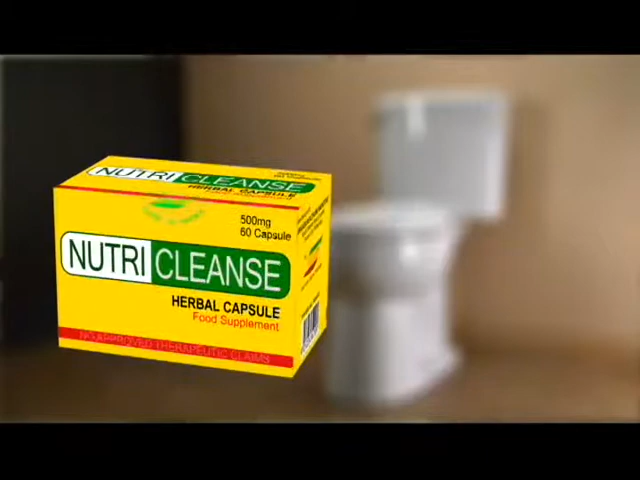 NUTRI CLEANSE
HERBAL CAPSULE
500mg
60 Capsule
NUTRI CLEANSE
HERBAL CAPSULE
Food Supplement
NO APPROVED THERAPEUTIC CLAIMS